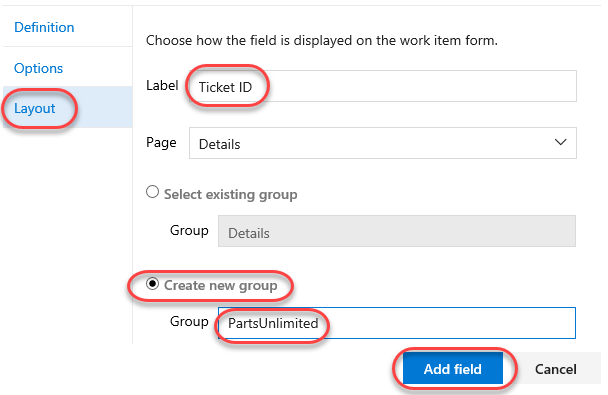 Definition
Options
Layout
Choose how the field is displayed on the work item form.
Label Ticket ID
Page Details
Select existing group
Group Details
Create new group
Group PartsUnlimited
Add field Cancel